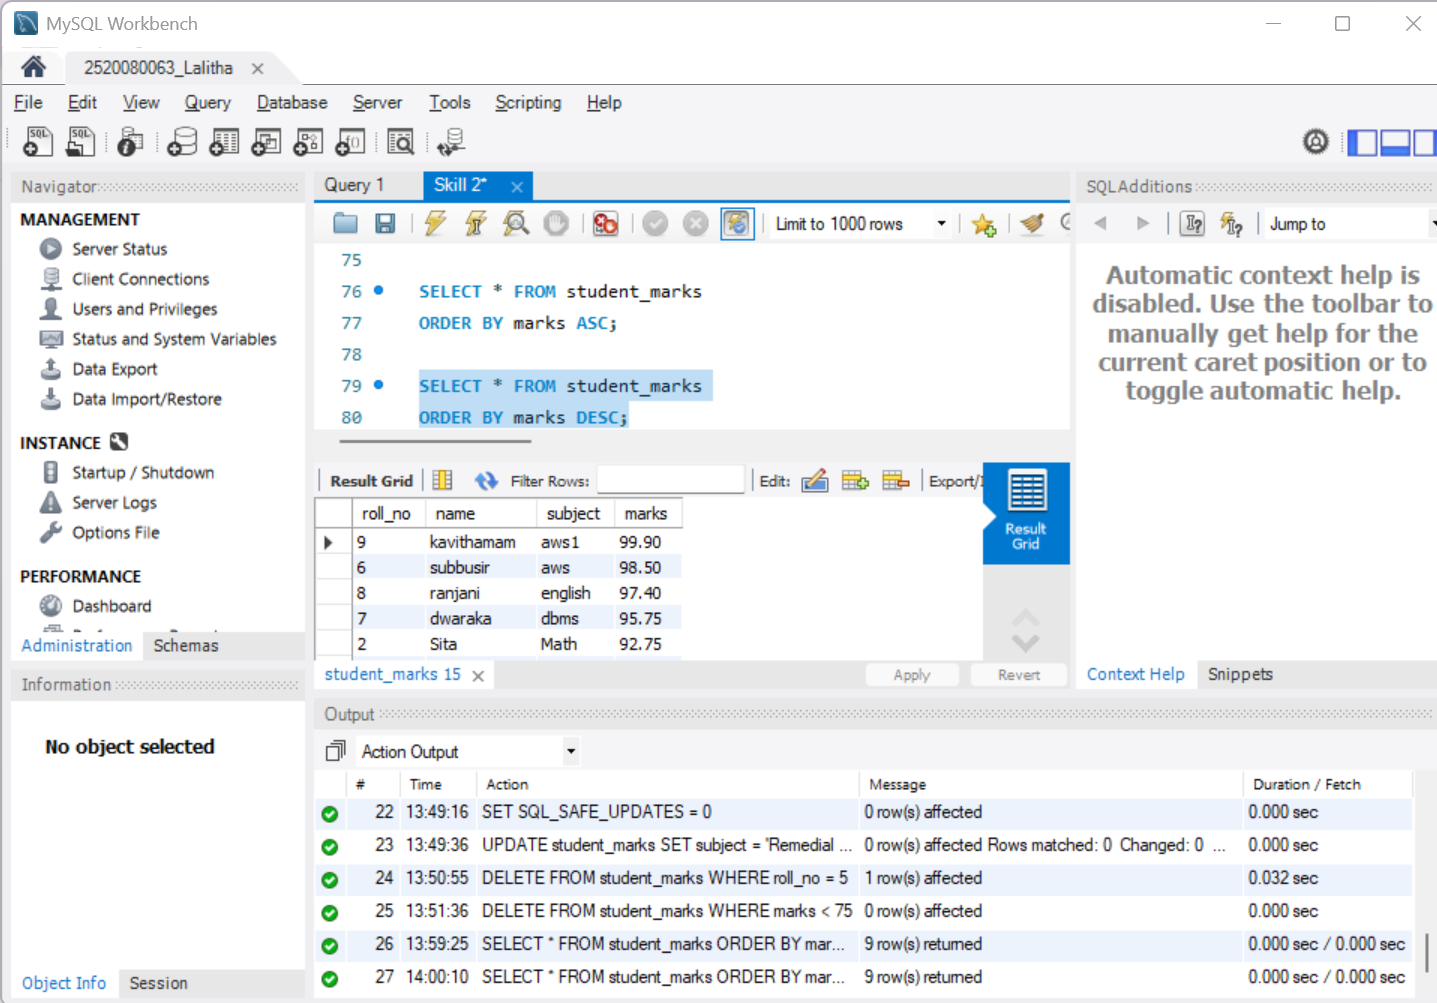 MySQL Workbench
2520080063_Lalitha
File Edit View Query Database Server Tools Scripting Help
Navigator
MANAGEMENT
Server Status
Client Connections
Users and Privileges
Status and System Variables
Data Export
Data Import/Restore
INSTANCE
Startup / Shutdown
Server Logs
Options File
PERFORMANCE
Dashboard
Administration Schemas
Information
No object selected
Object Info Session
Query 1 Skill 2*
Limit to 1000 rows
75
76 SELECT * FROM student_marks
77 ORDER BY marks ASC;
78
79 SELECT * FROM student_marks
80 ORDER BY marks DESC;
Result Grid Filter Rows: Edit: Export/I
roll_no name subject marks
9 kavithamam aws1 99.90
6 subbusir aws 98.50
8 ranjani english 97.40
7 dwaraka dbms 95.75
2 Sita Math 92.75
Result
Grid
student_marks 15 Apply Revert
SQLAdditions
Jump to
Automatic context help is
disabled. Use the toolbar to
manually get help for the
current caret position or to
toggle automatic help.
Context Help Snippets
Output
Action Output
# Time Action Message Duration / Fetch
22 13:49:16 SET SQL_SAFE_UPDATES = 0 0 row(s) affected 0.000 sec
23 13:49:36 UPDATE student_marks SET subject = 'Remedial ... 0 row(s) affected Rows matched: 0 Changed: 0 ... 0.000 sec
24 13:50:55 DELETE FROM student_marks WHERE roll_no = 5 1 row(s) affected 0.032 sec
25 13:51:36 DELETE FROM student_marks WHERE marks < 75 0 row(s) affected 0.000 sec
26 13:59:25 SELECT * FROM student_marks ORDER BY mar... 9 row(s) returned 0.000 sec / 0.000 sec
27 14:00:10 SELECT * FROM student_marks ORDER BY mar... 9 row(s) returned 0.000 sec / 0.000 sec